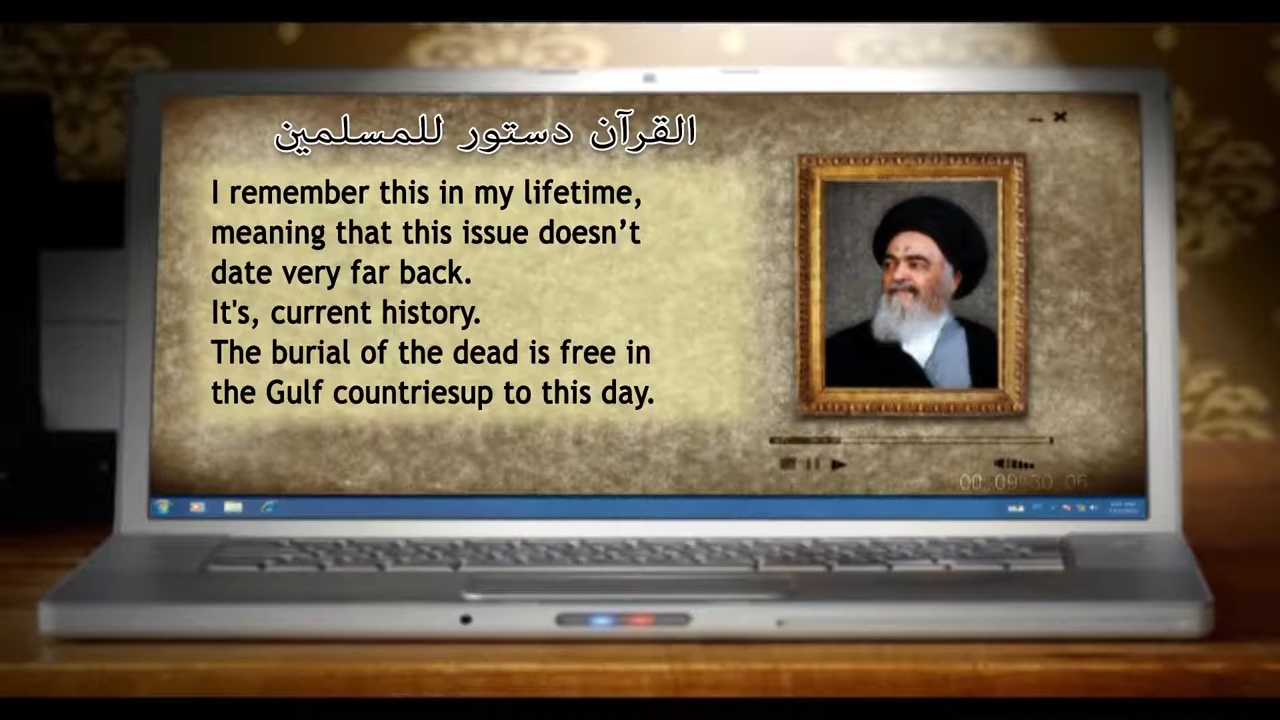 القرآن دستور للمسلمين
I remember this in my lifetime,
meaning that this issue doesn’t
date very far back.
It's, current history.
The burial of the dead is free in
the Gulf countriesup to this day.